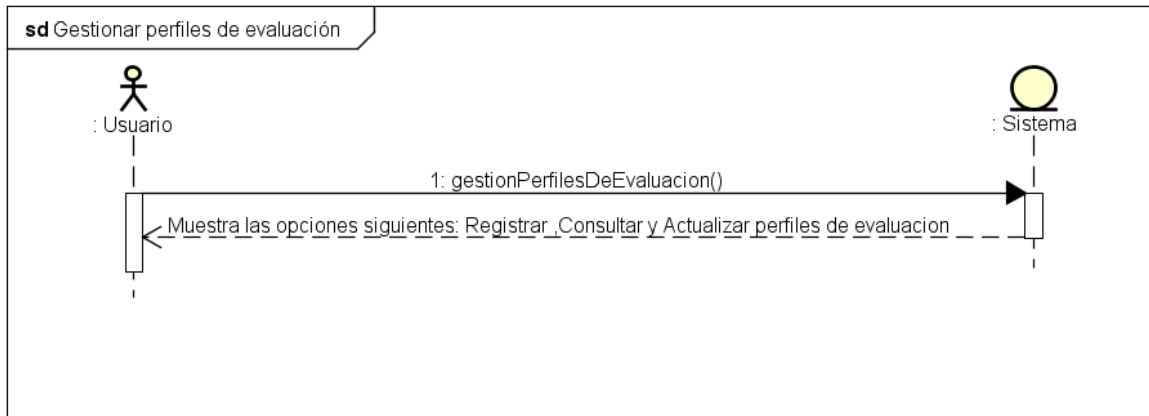 sd Gestionar perfiles de evaluación
: Usuario
: Sistema
1: gestionPerfilesDeEvaluacion()
Muestra las opciones siguientes: Registrar ,Consultar y Actualizar perfiles de evaluacion